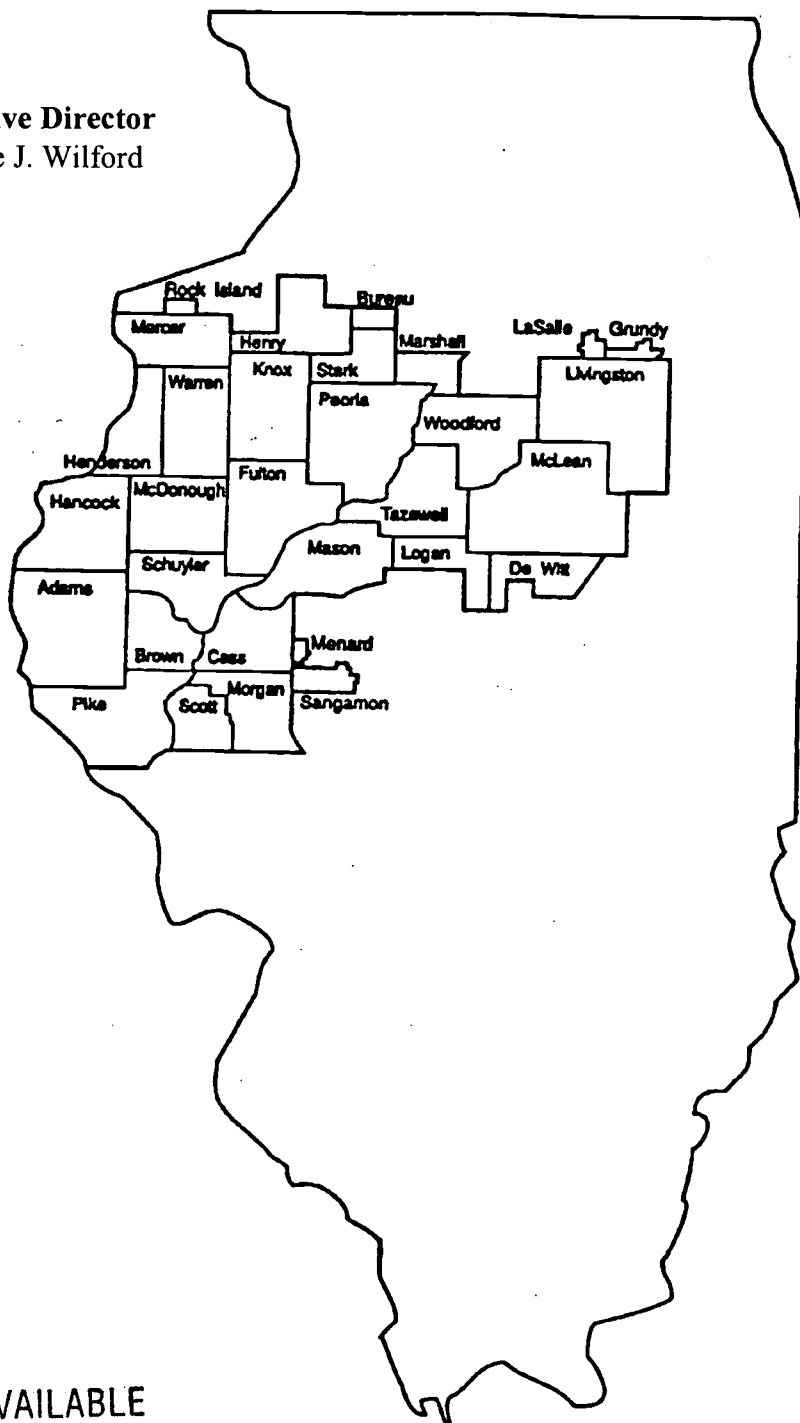 ve Director
e J. Wilford
Rock Island
Bureau
Mercer
Henry
Marshall
LaSalle
Grundy
Warren
Knox
Stark
Livingston
Peoria
Woodford
Henderson
Fulton
McLean
Hancock
McDonough
Tazewell
Mason
Logan
Schuyler
De Witt
Adams
Brown
Cass
Menard
Pike
Scott
Morgan
Sangamon
VAILABLE